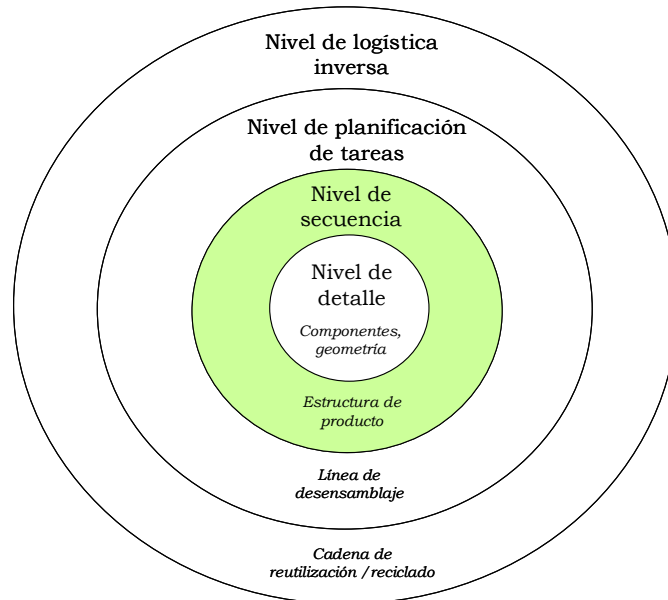 Nivel de logística
inversa
Nivel de planificación
de tareas
Nivel de
secuencia
Nivel de
detalle
Componentes,
geometría
Estructura de
producto
Línea de
desensamblaje
Cadena de
reutilización / reciclado